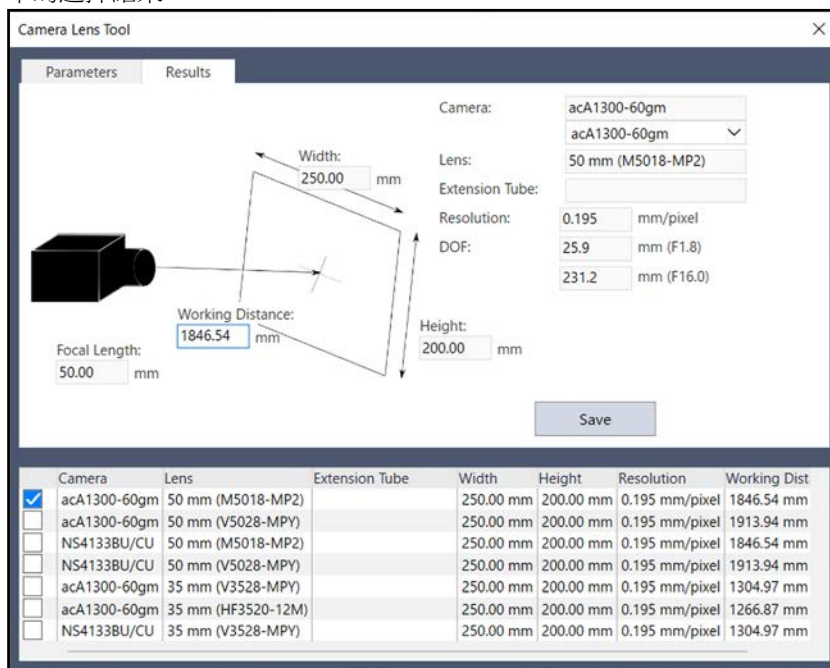 Camera Lens Tool
Parameters Results
Camera: acA1300-60gm
acA1300-60gm
Width:
250.00 mm
Lens: 50 mm (M5018-MP2)
Extension Tube:
Resolution: 0.195 mm/pixel
DOF: 25.9 mm (F1.8)
231.2 mm (F16.0)
Working Distance:
1846.54 mm
Height:
200.00 mm
Focal Length:
50.00 mm
Save
Camera Lens Extension Tube Width Height Resolution Working Dist
acA1300-60gm 50 mm (M5018-MP2) 250.00 mm 200.00 mm 0.195 mm/pixel 1846.54 mm
acA1300-60gm 50 mm (V5028-MPY) 250.00 mm 200.00 mm 0.195 mm/pixel 1913.94 mm
NS4133BU/CU 50 mm (M5018-MP2) 250.00 mm 200.00 mm 0.195 mm/pixel 1846.54 mm
NS4133BU/CU 50 mm (V5028-MPY) 250.00 mm 200.00 mm 0.195 mm/pixel 1913.94 mm
acA1300-60gm 35 mm (V3528-MPY) 250.00 mm 200.00 mm 0.195 mm/pixel 1304.97 mm
acA1300-60gm 35 mm (HF3520-12M) 250.00 mm 200.00 mm 0.195 mm/pixel 1266.87 mm
NS4133BU/CU 35 mm (V3528-MPY) 250.00 mm 200.00 mm 0.195 mm/pixel 1304.97 mm